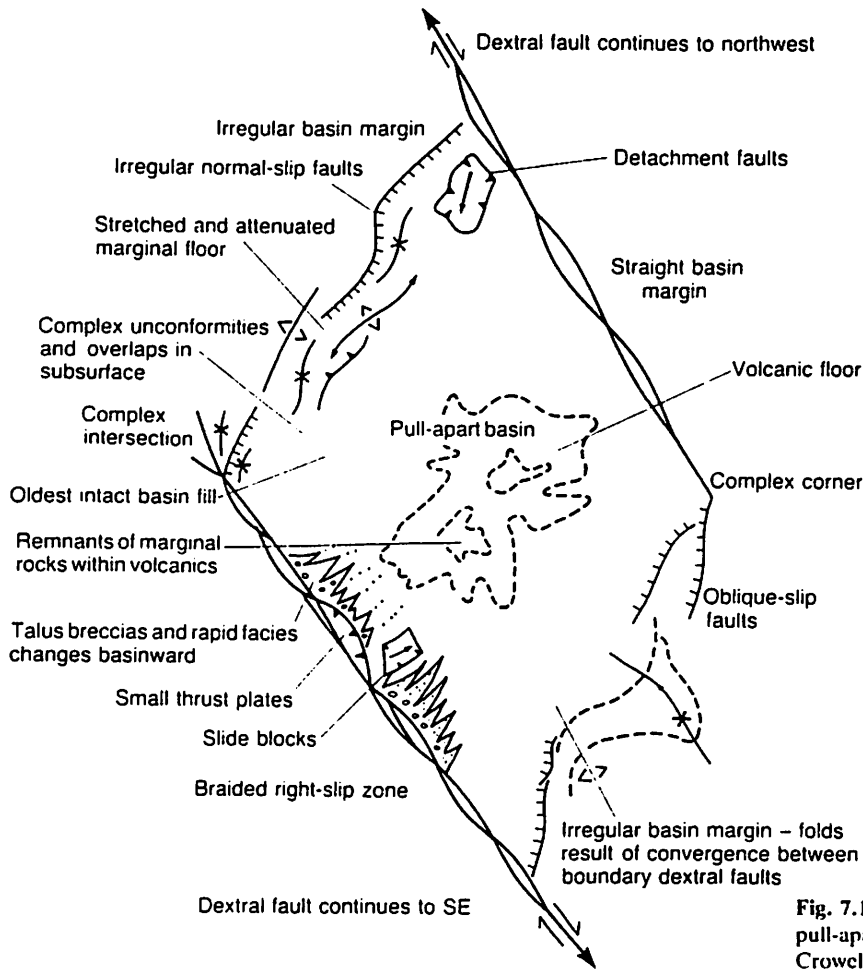 Dextral fault continues to northwest
Irregular basin margin
Irregular normal-slip faults
Detachment faults
Stretched and attenuated
marginal floor
Straight basin
margin
Complex unconformities
and overlaps in
subsurface
Volcanic floor
Complex
intersection
Pull-apart basin
Oldest intact basin fill
Complex corner
Remnants of marginal
rocks within volcanics
Oblique-slip
faults
Talus breccias and rapid facies
changes basinward
Small thrust plates
Slide blocks
Braided right-slip zone
Irregular basin margin – folds
result of convergence between
boundary dextral faults
Dextral fault continues to SE
Fig. 7.1